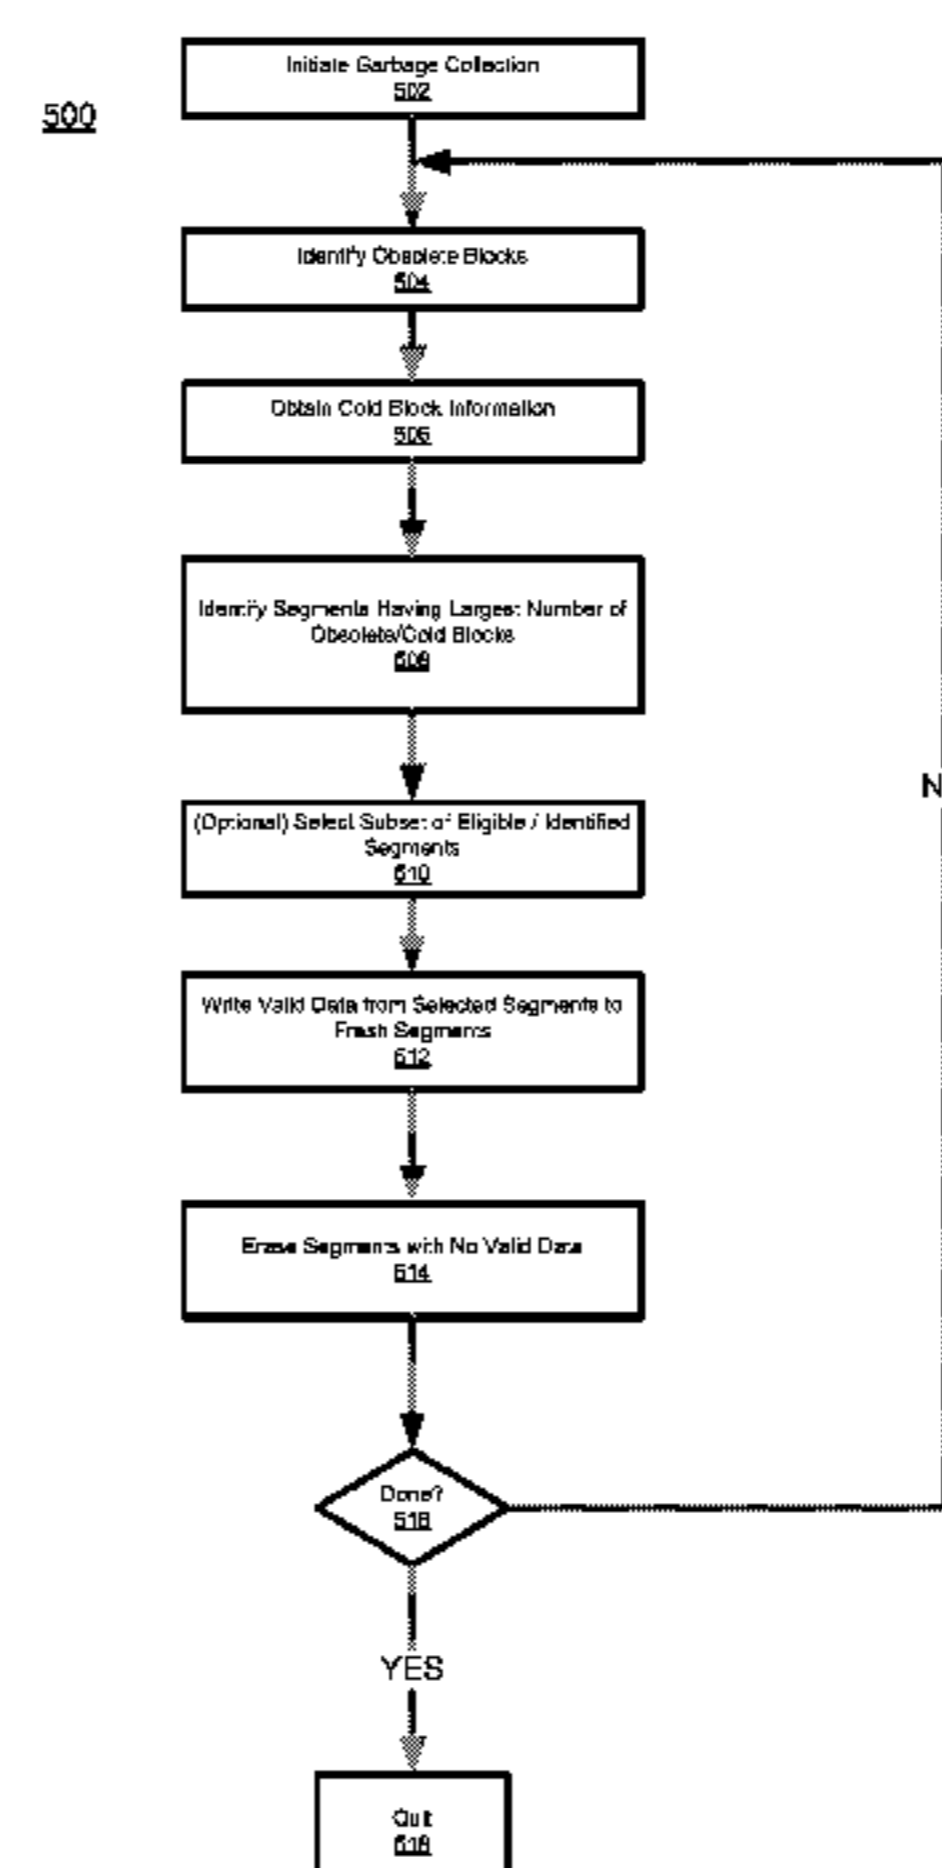 500
Initiate Garbage Collection
502
Identify Obsolete Blocks
504
Obtain Cold Block Information
506
Identify Segments Having Largest Number of
Obsolete/Cold Blocks
508
(Optional) Select Subset of Eligible / Identified
Segments
510
Write Valid Data from Selected Segments to
Fresh Segments
512
Erase Segments with No Valid Data
514
Done?
516
N
YES
Quit
518